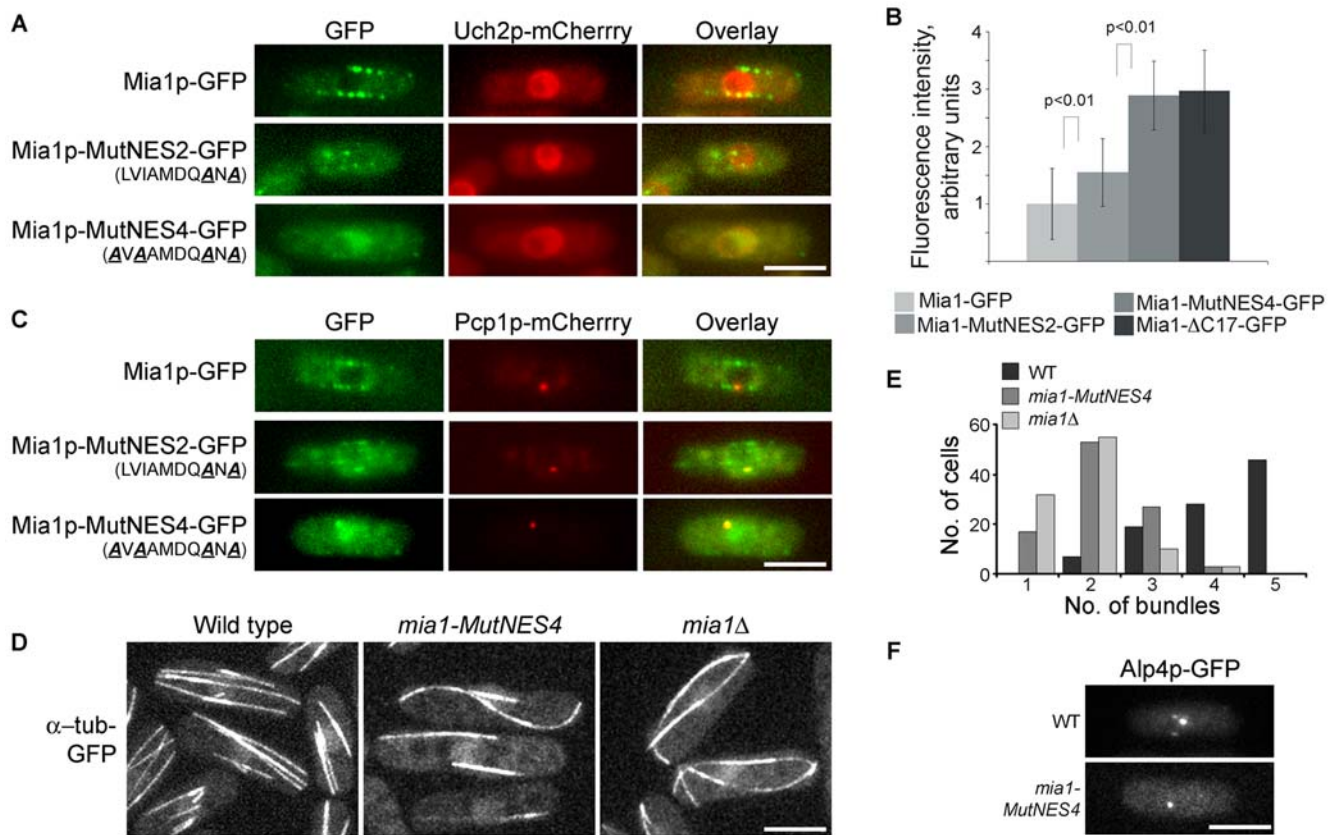 A
GFP Uch2p-mCherrry Overlay
Mia1p-GFP
Mia1p-MutNES2-GFP
(LVIAMDQANA)
Mia1p-MutNES4-GFP
(AVAAMDQANA)
B
Fluorescence intensity,
arbitrary units
4
3
2
1
p<0.01
p<0.01
Mia1-GFP
Mia1-MutNES2-GFP
Mia1-MutNES4-GFP
Mia1-ΔC17-GFP
C
GFP Pcp1p-mCherrry Overlay
Mia1p-GFP
Mia1p-MutNES2-GFP
(LVIAMDQANA)
Mia1p-MutNES4-GFP
(AVAAMDQANA)
E
WT
mia1-MutNES4
mia1Δ
No. of cells
60
40
20
0
1 2 3 4 5
No. of bundles
D
Wild type mia1-MutNES4 mia1Δ
α–tub-
GFP
F
Alp4p-GFP
WT
mia1-
MutNES4